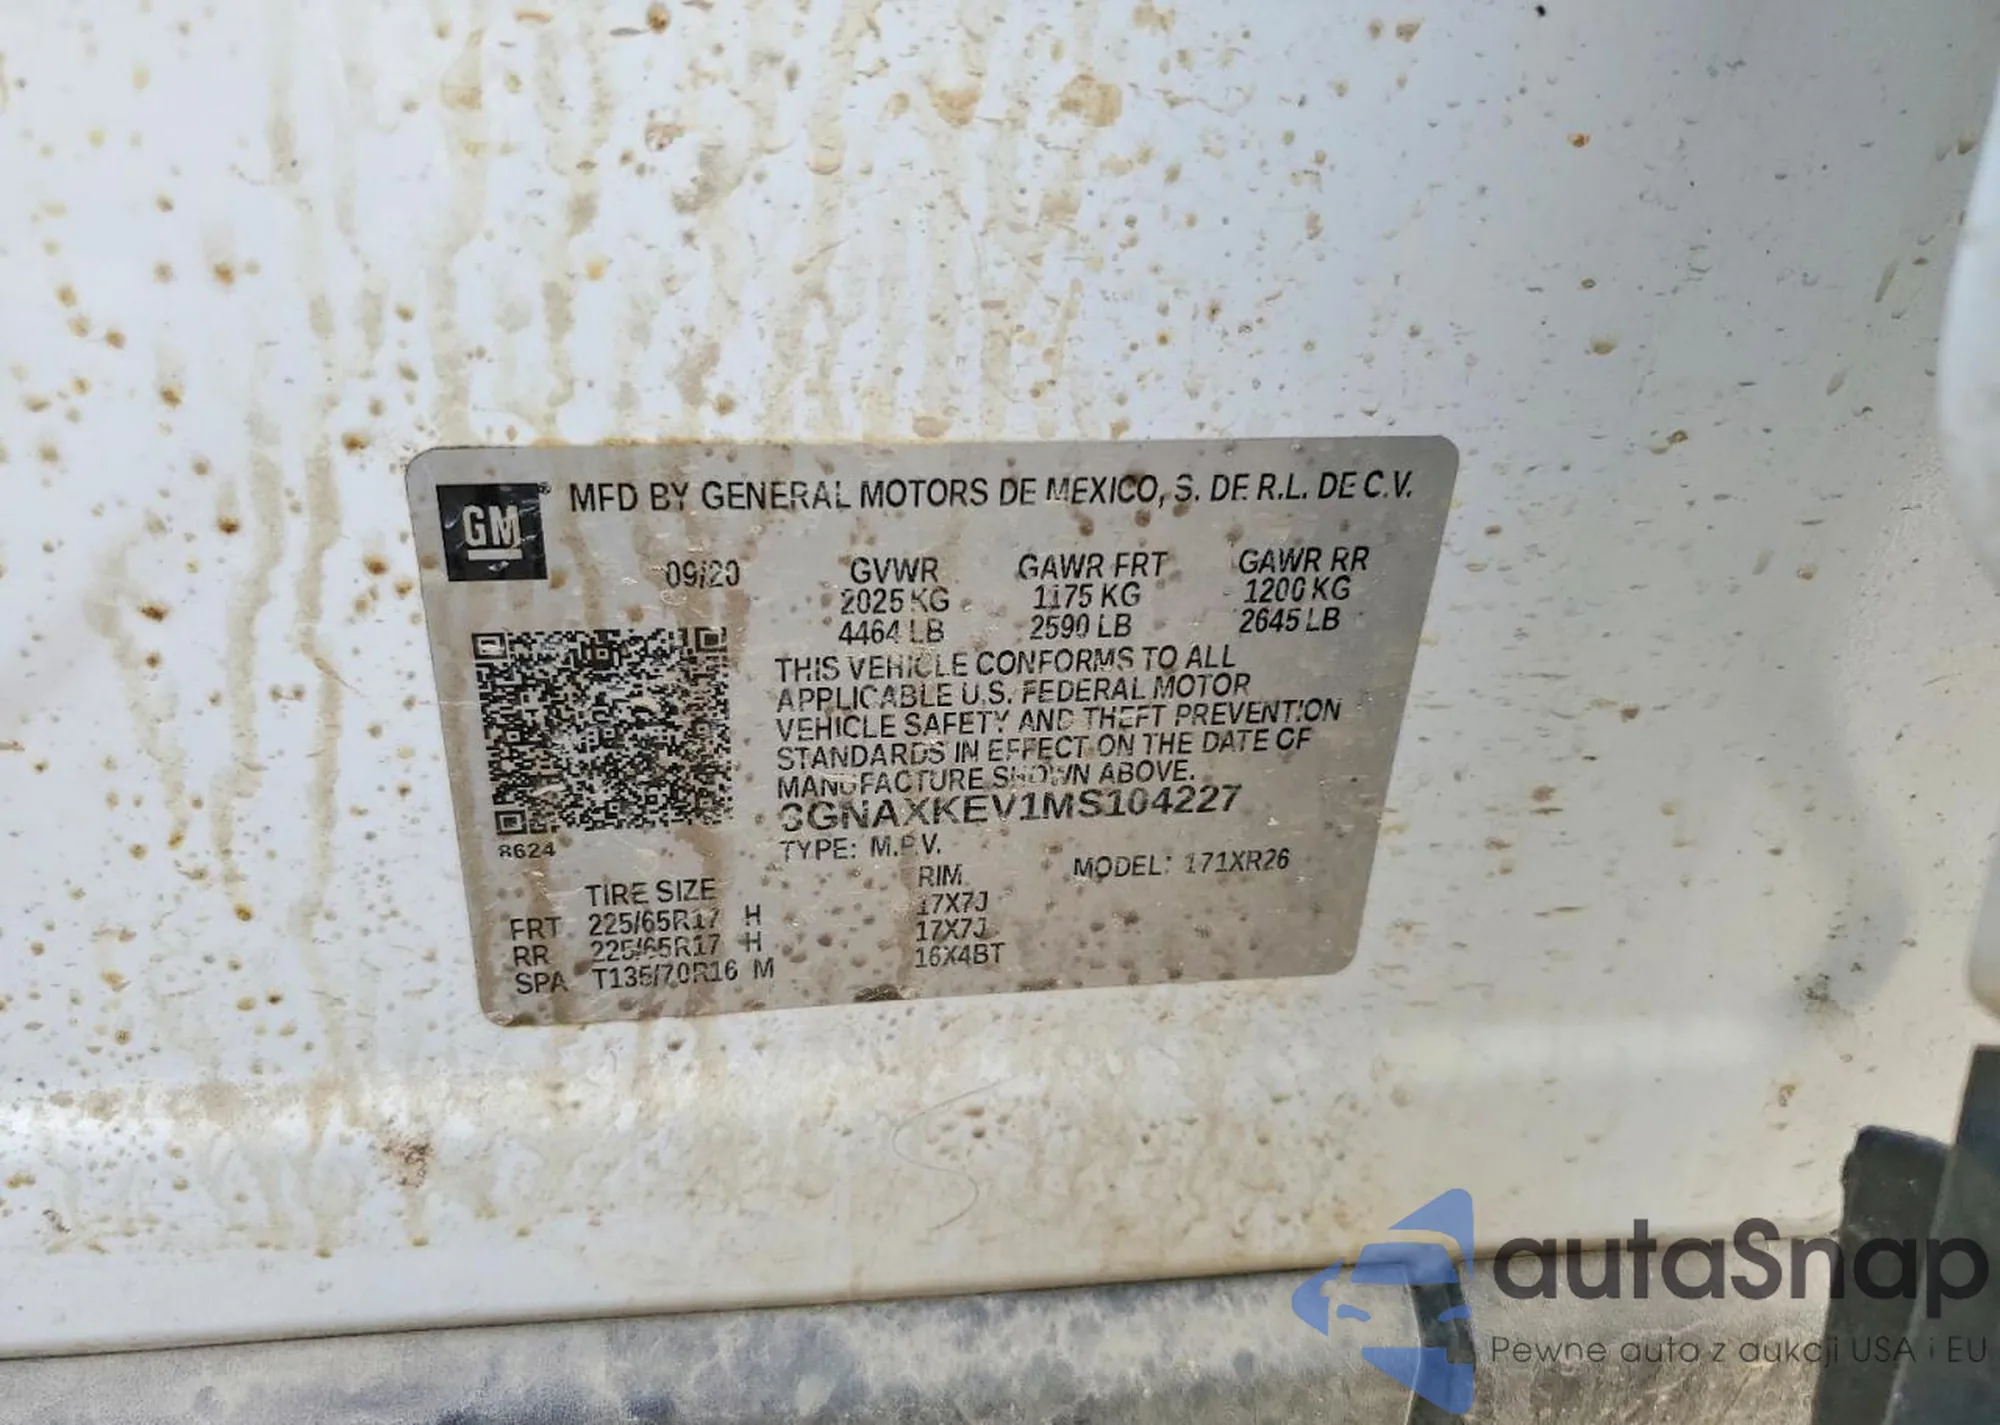 GM
MFD BY GENERAL MOTORS DE MEXICO, S. DE R.L. DE C.V.
09/20 GVWR GAWR FRT GAWR RR
2025 KG 1175 KG 1200 KG
4464 LB 2590 LB 2645 LB
THIS VEHICLE CONFORMS TO ALL
APPLICABLE U.S. FEDERAL MOTOR
VEHICLE SAFETY AND THEFT PREVENTION
STANDARDS IN EFFECT ON THE DATE OF
MANUFACTURE SHOWN ABOVE.
3GNAXKEV1MS104227
8624 TYPE: M.P.V. MODEL: 171XR26
TIRE SIZE RIM
FRT 225/65R17 H 17X7J
RR 225/65R17 H 17X7J
SPA T135/70R16 M 16X4BT
autaSnap
Pewne auta z aukcji USA i EU